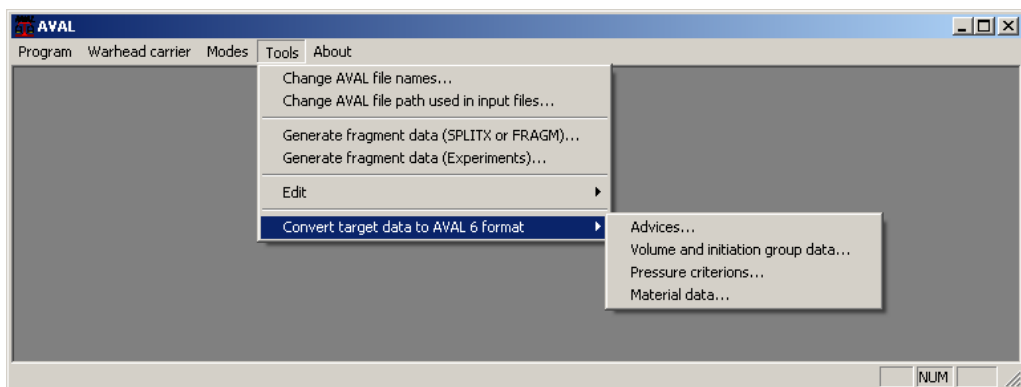 AVAL
Program Warhead carrier Modes Tools About
Change AVAL file names...
Change AVAL file path used in input files...
Generate fragment data (SPLITX or FRAGM)...
Generate fragment data (Experiments)...
Edit
Convert target data to AVAL 6 format
Advices...
Volume and initiation group data...
Pressure criterions...
Material data...
NUM